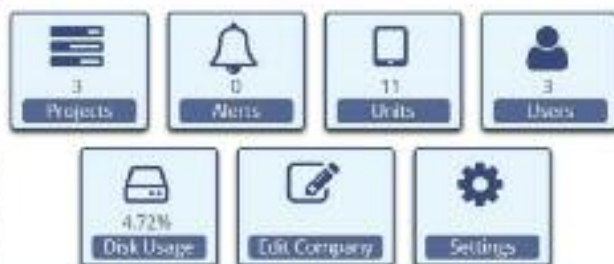 3
Projects
0
Alerts
11
Units
3
Users
4.72%
Disk Usage
Edit Company
Settings